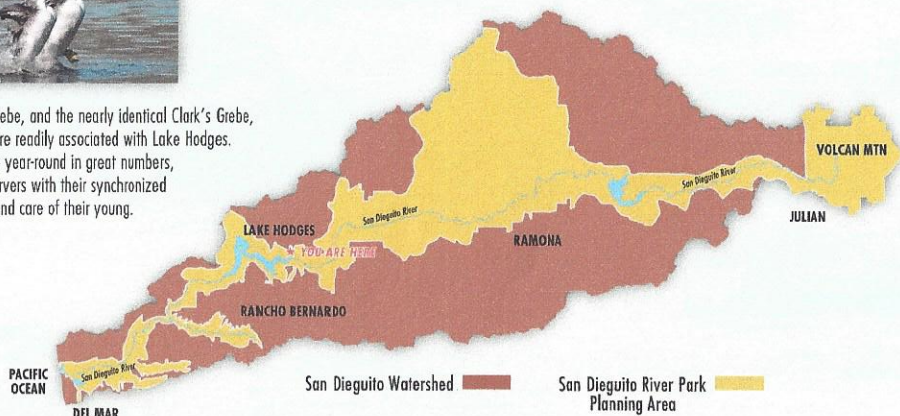 ebe, and the nearly identical Clark's Grebe,
re readily associated with Lake Hodges.
year-round in great numbers,
rvers with their synchronized
nd care of their young.
VOLCAN MTN
San Dieguito River
JULIAN
San Dieguito River
LAKE HODGES
YOU ARE HERE
RAMONA
RANCHO BERNARDO
PACIFIC
OCEAN
San Dieguito River
DEL MAR
San Dieguito Watershed
San Dieguito River Park
Planning Area